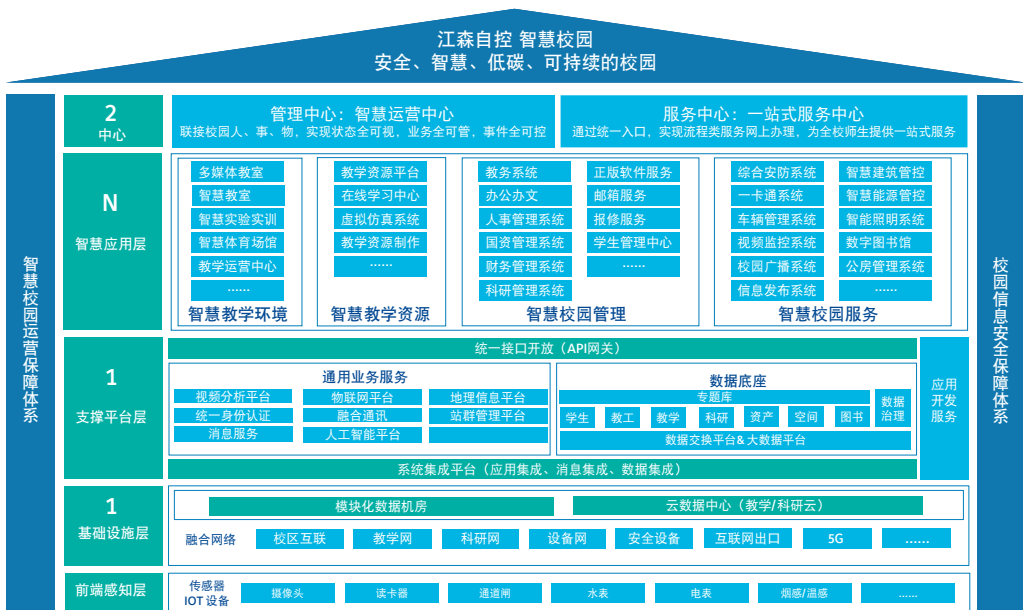 江森自控 智慧校园
安全、智慧、低碳、可持续的校园
智慧校园运营保障体系
2
中心
管理中心：智慧运营中心
联接校园人、事、物，实现状态全可视，业务全可管，事件全可控
服务中心：一站式服务中心
通过统一入口，实现流程类服务网上办理，为全校师生提供一站式服务
N
智慧应用层
多媒体教室
智慧教室
智慧实验实训
智慧体育场馆
教学运营中心
……
智慧教学环境
教学资源平台
在线学习中心
虚拟仿真系统
教学资源制作
……
智慧教学资源
教务系统
办公办文
人事管理系统
国资管理系统
财务管理系统
科研管理系统
正版软件服务
邮箱服务
报修服务
学生管理中心
……
智慧校园管理
综合安防系统
一卡通系统
车辆管理系统
视频监控系统
校园广播系统
信息发布系统
智慧建筑管控
智慧能源管控
智能照明系统
数字图书馆
公房管理系统
……
智慧校园服务
1
支撑平台层
统一接口开放（API网关）
通用业务服务
视频分析平台
物联网平台
地理信息平台
统一身份认证
融合通讯
站群管理平台
消息服务
人工智能平台
数据底座
专题库
学生
教工
教学
科研
资产
空间
图书
数据
治理
数据交换平台& 大数据平台
系统集成平台（应用集成、消息集成、数据集成）
应用
开发
服务
1
基础设施层
模块化数据机房
云数据中心（教学/科研云）
融合网络
校区互联
教学网
科研网
设备网
安全设备
互联网出口
5G
……
前端感知层
传感器
IOT 设备
摄像头
读卡器
通道闸
水表
电表
烟感/温感
……
校园信息安全保障体系